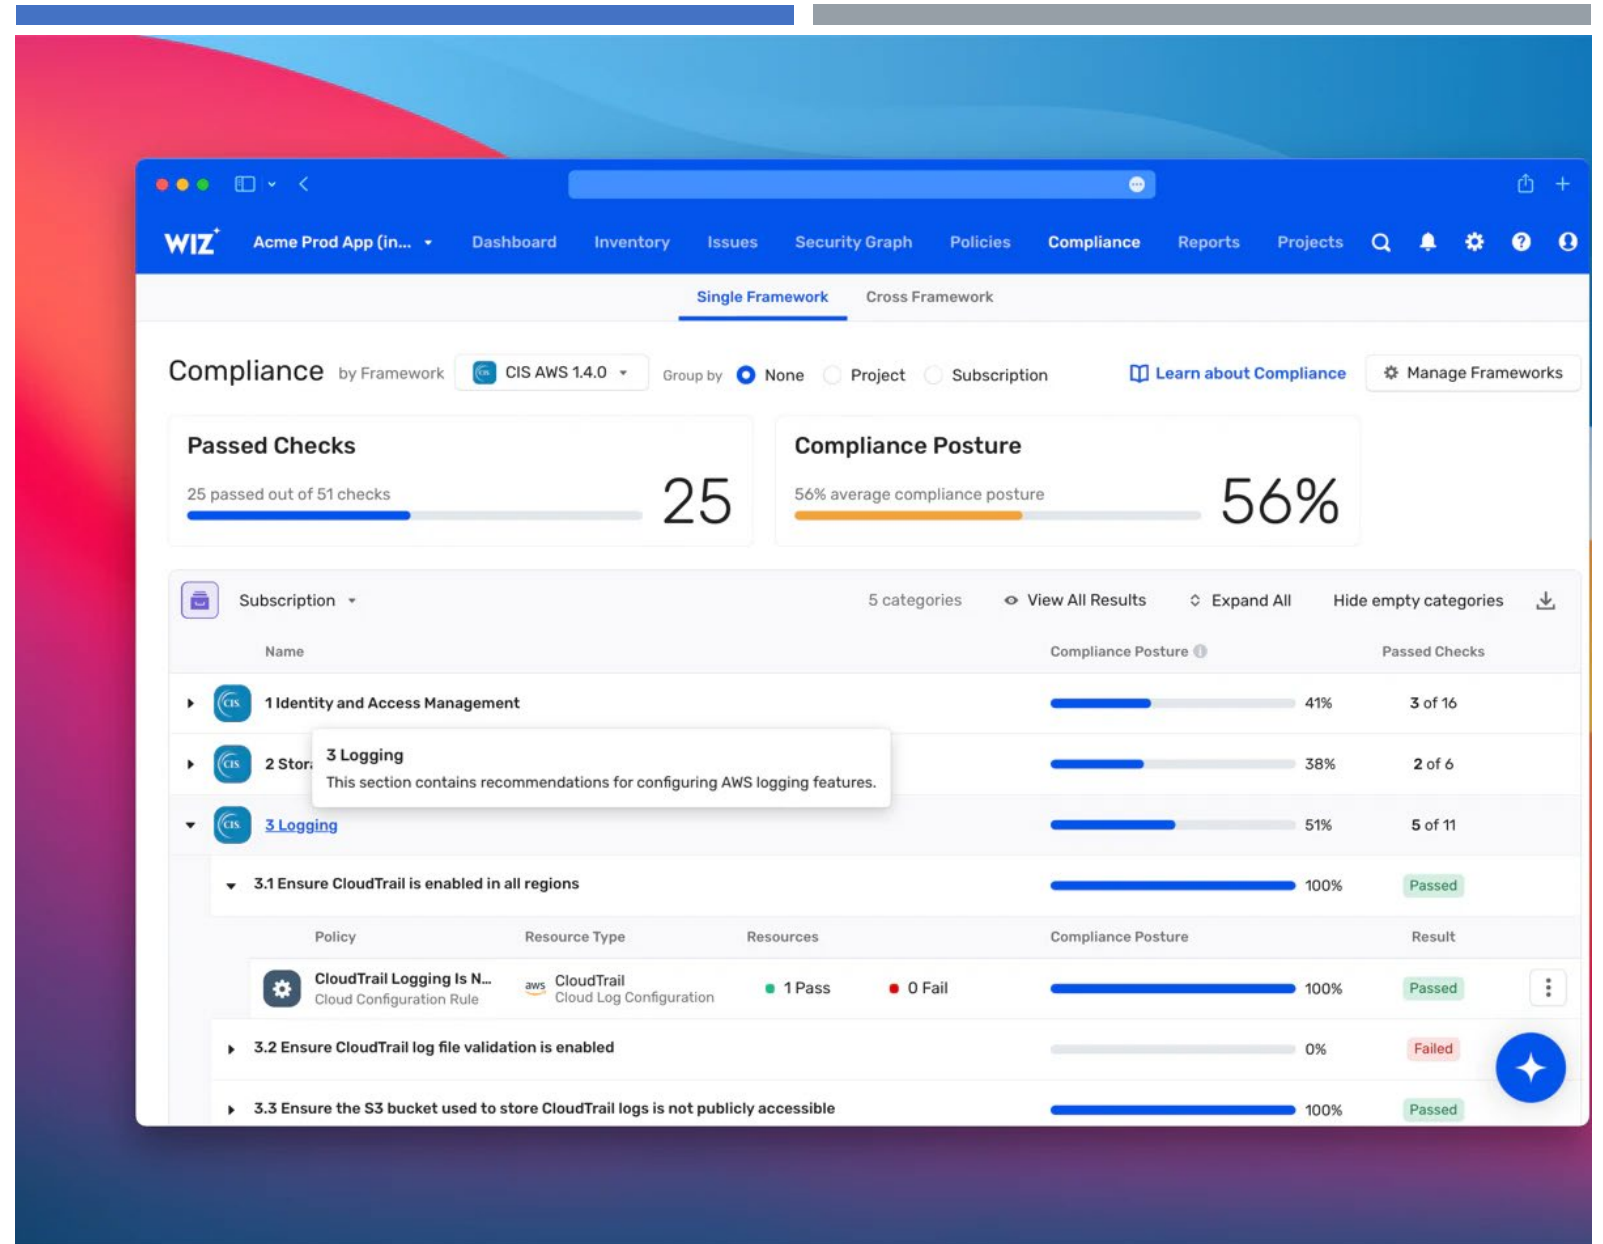 WIZ
Acme Prod App (in...
Dashboard
Inventory
Issues
Security Graph
Policies
Compliance
Reports
Projects
Single Framework
Cross Framework
Compliance by Framework
CIS AWS 1.4.0
Group by
None
Project
Subscription
Learn about Compliance
Manage Frameworks
Passed Checks
25 passed out of 51 checks
25
Compliance Posture
56% average compliance posture
56%
Subscription
5 categories
View All Results
Expand All
Hide empty categories
Name
Compliance Posture
Passed Checks
CIS
1 Identity and Access Management
41%
3 of 16
CIS
2 Stora
38%
2 of 6
3 Logging
This section contains recommendations for configuring AWS logging features.
CIS
3 Logging
51%
5 of 11
3.1 Ensure CloudTrail is enabled in all regions
100%
Passed
Policy
Resource Type
Resources
Compliance Posture
Result
CloudTrail Logging Is N...
Cloud Configuration Rule
aws
CloudTrail
Cloud Log Configuration
1 Pass
0 Fail
100%
Passed
3.2 Ensure CloudTrail log file validation is enabled
0%
Failed
3.3 Ensure the S3 bucket used to store CloudTrail logs is not publicly accessible
100%
Passed